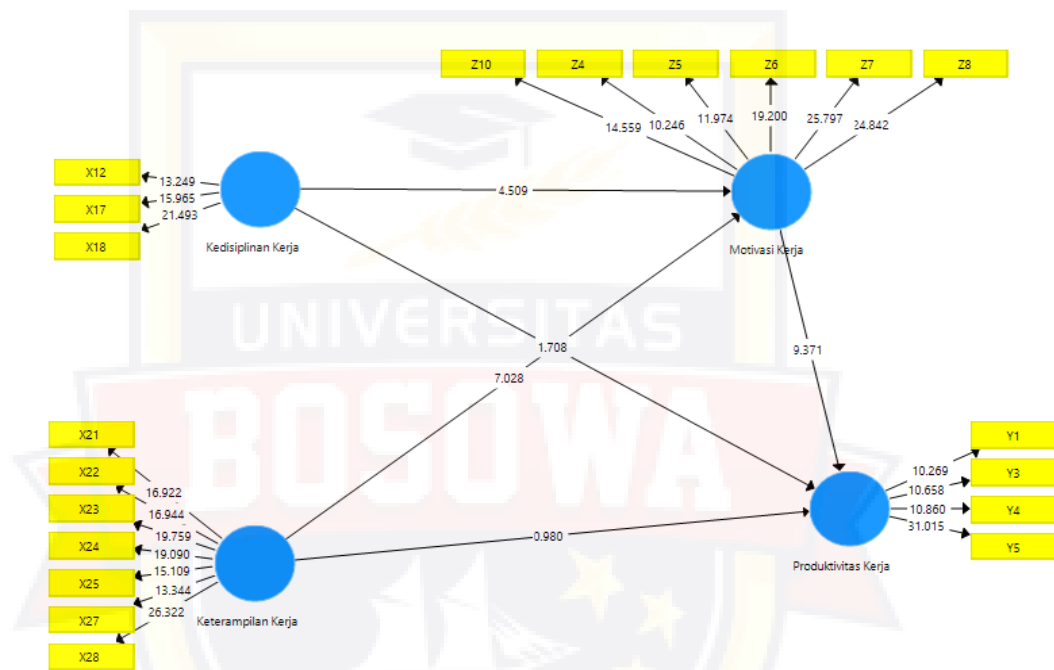 Z10
Z4
Z5
Z6
Z7
Z8
14.559
10.246
11.974
19.200
25.797
24.842
X12
X17
X18
13.249
15.965
21.493
Kedisiplinan Kerja
4.509
Motivasi Kerja
UNIVERSITAS
1.708
7.028
9.371
BOSOWA
X21
X22
X23
X24
X25
X27
X28
16.922
16.944
19.759
19.090
15.109
13.344
26.322
Keterampilan Kerja
0.980
Produktivitas Kerja
10.269
10.658
10.860
31.015
Y1
Y3
Y4
Y5